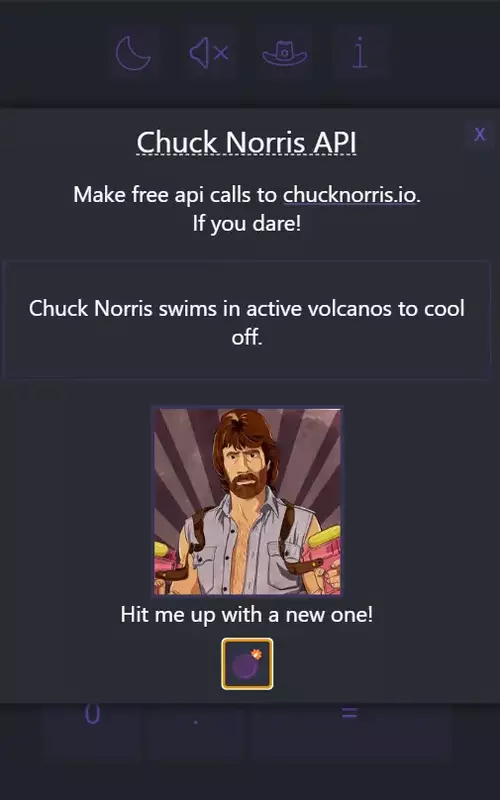 i
Chuck Norris API
X
Make free api calls to chucknorris.io.
If you dare!
Chuck Norris swims in active volcanos to cool
off.
Hit me up with a new one!
0 . =